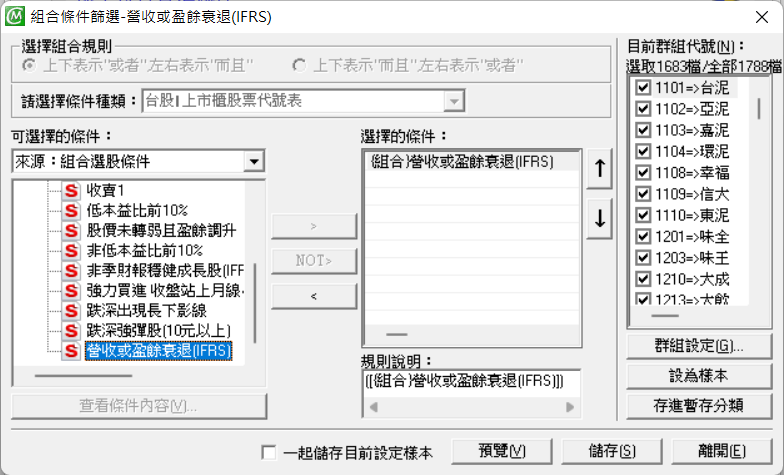 組合條件篩選-營收或盈餘衰退(IFRS)
選擇組合規則
上下表示"或者"左右表示"而且"
上下表示"而且"左右表示"或者"
請選擇條件種類：
台股|上市櫃股票代號表
可選擇的條件：
來源：組合選股條件
收賣1
低本益比前10%
股價未轉弱且盈餘調升
非低本益比前10%
非季財報穩健成長股(IFF
強力買進 收盤站上月線
跌深出現長下影線
跌深強彈股(10元以上)
營收或盈餘衰退(IFRS)
查看條件內容(V)...
>
NOT>
<
選擇的條件：
{組合}營收或盈餘衰退(IFRS)
規則說明：
([{組合}營收或盈餘衰退(IFRS)])
↑
↓
目前群組代號(N)：
選取1683檔/全部1788檔
1101=>台泥
1102=>亞泥
1103=>嘉泥
1104=>環泥
1108=>幸福
1109=>信大
1110=>東泥
1201=>味全
1203=>味王
1210=>大成
1213=>大飲
群組設定(G)...
設為樣本
存進暫存分類
一起儲存目前設定樣本
預覽(V)
儲存(S)
離開(E)